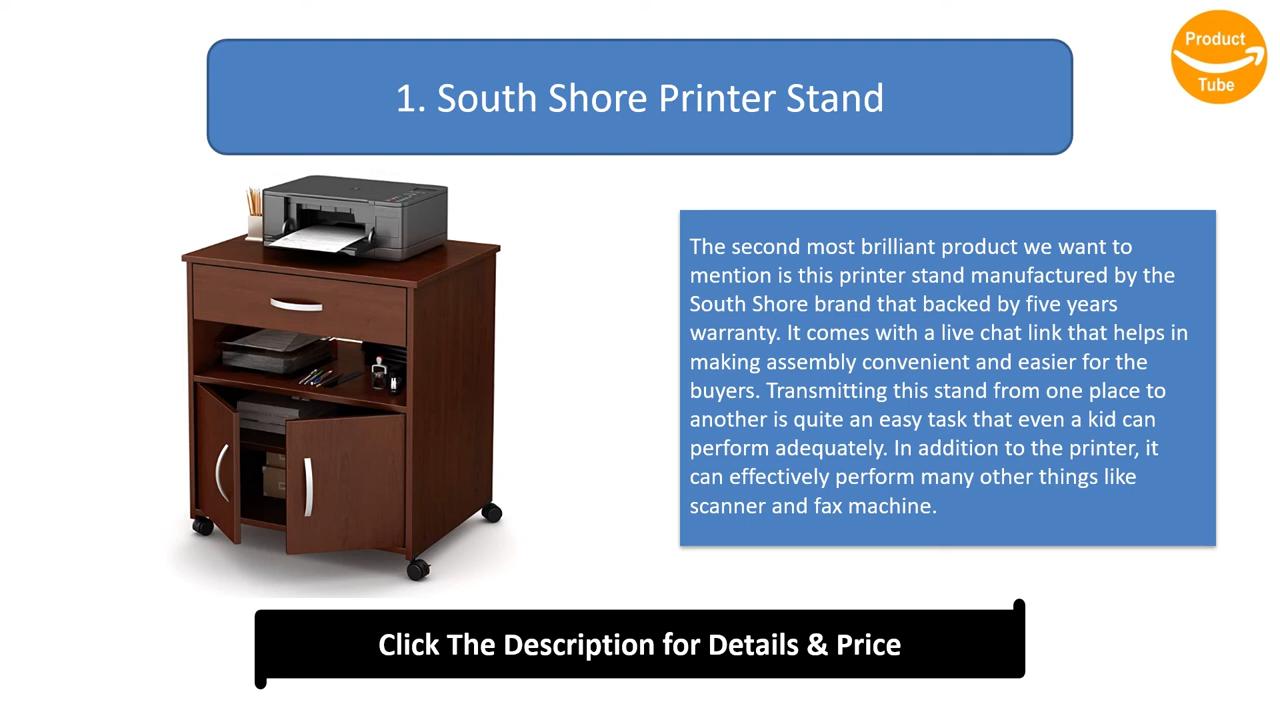 Product
Tube
1. South Shore Printer Stand
The second most brilliant product we want to
mention is this printer stand manufactured by the
South Shore brand that backed by five years
warranty. It comes with a live chat link that helps in
making assembly convenient and easier for the
buyers. Transmitting this stand from one place to
another is quite an easy task that even a kid can
perform adequately. In addition to the printer, it
can effectively perform many other things like
scanner and fax machine.
Click The Description for Details & Price